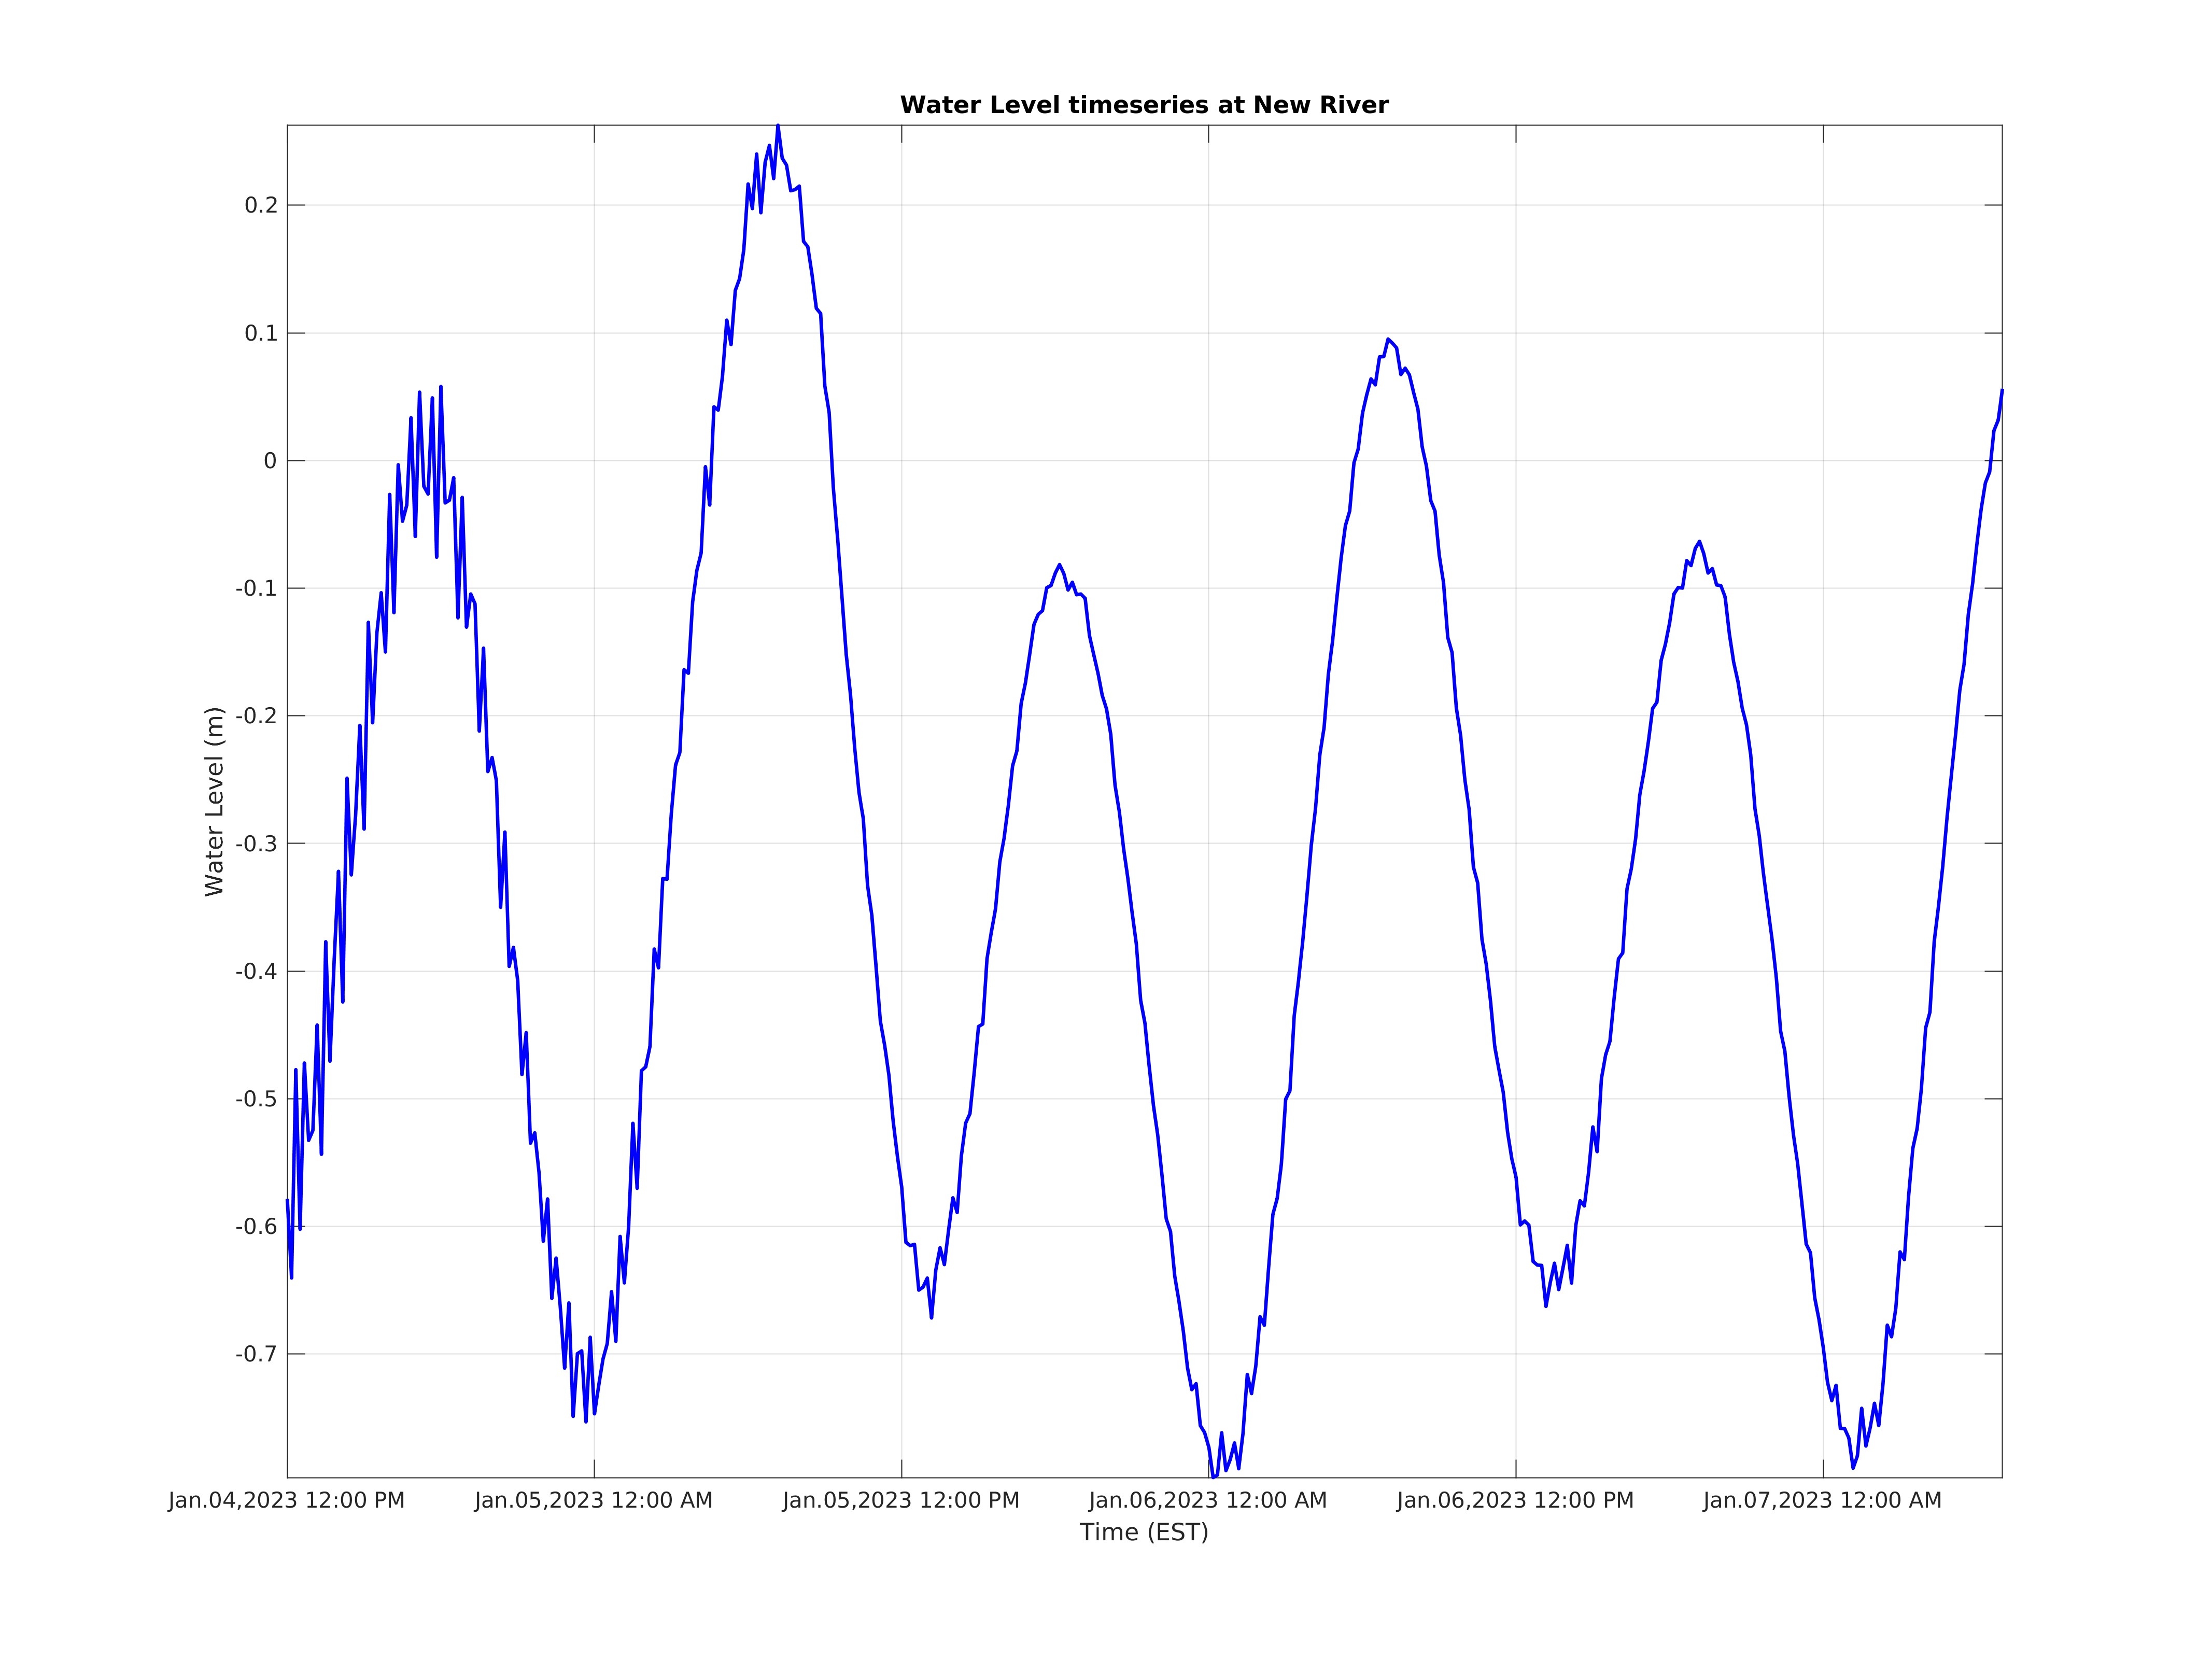 Water Level timeseries at New River
0.2
0.1
0
-0.1
-0.2
-0.3
-0.4
-0.5
-0.6
-0.7
Water Level (m)
Jan.04,2023 12:00 PM
Jan.05,2023 12:00 AM
Jan.05,2023 12:00 PM
Jan.06,2023 12:00 AM
Jan.06,2023 12:00 PM
Jan.07,2023 12:00 AM
Time (EST)